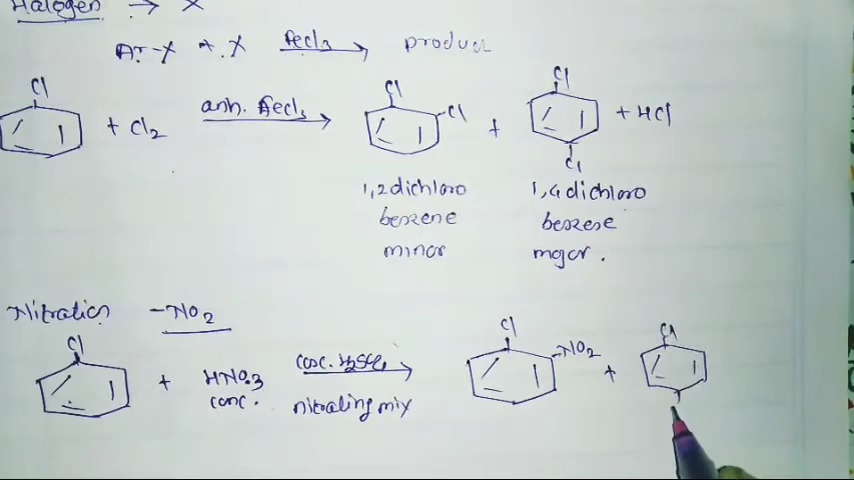 Halogen → X
Ar-X + X FeCl3 → product
Cl
+ Cl2 anh. FeCl3 → Cl Cl + Cl Cl + HCl
1,2 dichloro benzene minor
1,4 dichloro benzene major.
Nitration -NO2
Cl
+ HNO3 conc. conc. H2SO4 → nitrating mix Cl -NO2 + Cl